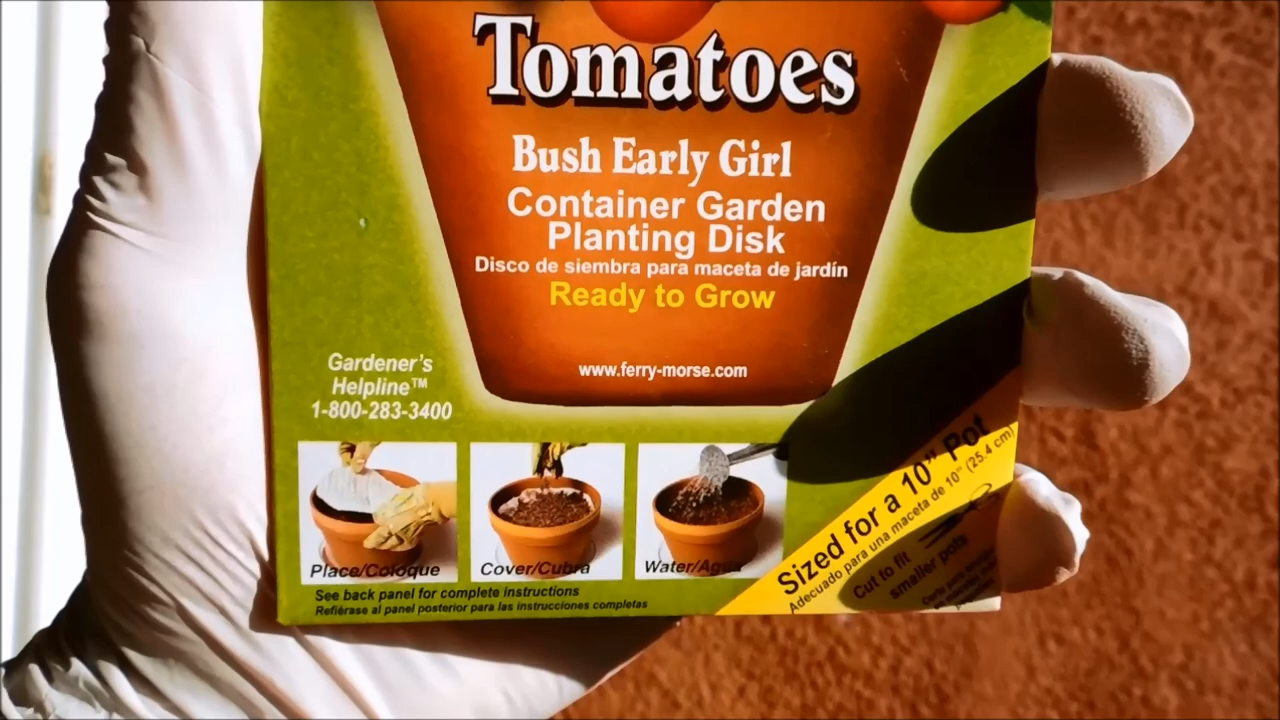 Tomatoes
Bush Early Girl
Container Garden
Planting Disk
Disco de siembra para maceta de jardín
Ready to Grow
www.ferry-morse.com
Gardener's
Helpline™
1-800-283-3400
Place/Coloque
Cover/Cubra
Water/Agua
See back panel for complete instructions
Refiérase al panel posterior para las instrucciones completas
Sized for a 10" Pot
Adecuado para una maceta de 10" (25.4 cm)
Cut to fit
smaller pots